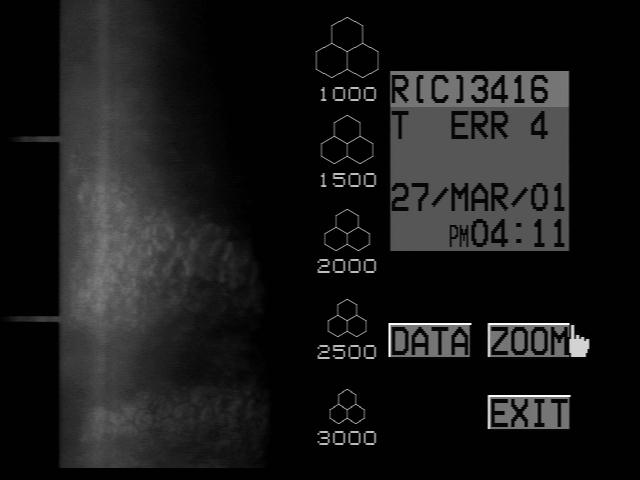 1000
1500
2000
2500
3000
R(C)3416
T ERR 4
27/MAR/01
PM04:11
DATA
ZOOM
EXIT